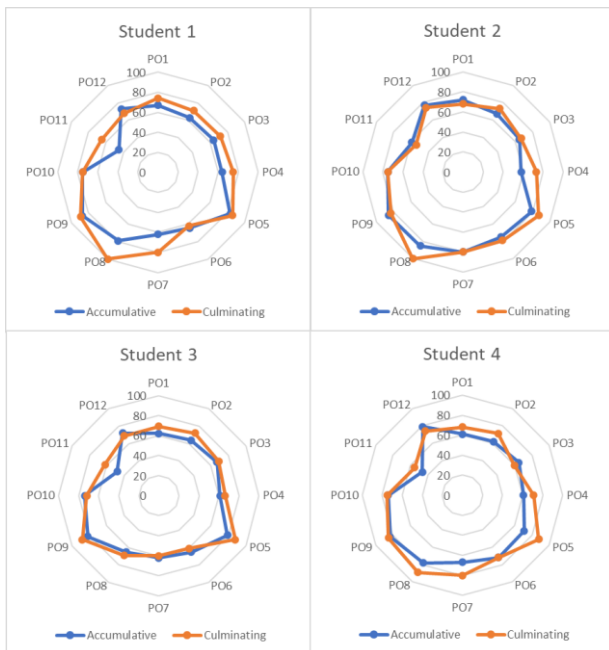 Student 1
PO1
PO2
PO3
PO4
PO5
PO6
PO7
PO8
PO9
PO10
PO11
PO12
100
80
60
40
20
0
Accumulative
Culminating
Student 2
PO1
PO2
PO3
PO4
PO5
PO6
PO7
PO8
PO9
PO10
PO11
PO12
100
80
60
40
20
0
Accumulative
Culminating
Student 3
PO1
PO2
PO3
PO4
PO5
PO6
PO7
PO8
PO9
PO10
PO11
PO12
100
80
60
40
20
0
Accumulative
Culminating
Student 4
PO1
PO2
PO3
PO4
PO5
PO6
PO7
PO8
PO9
PO10
PO11
PO12
100
80
60
40
20
0
Accumulative
Culminating